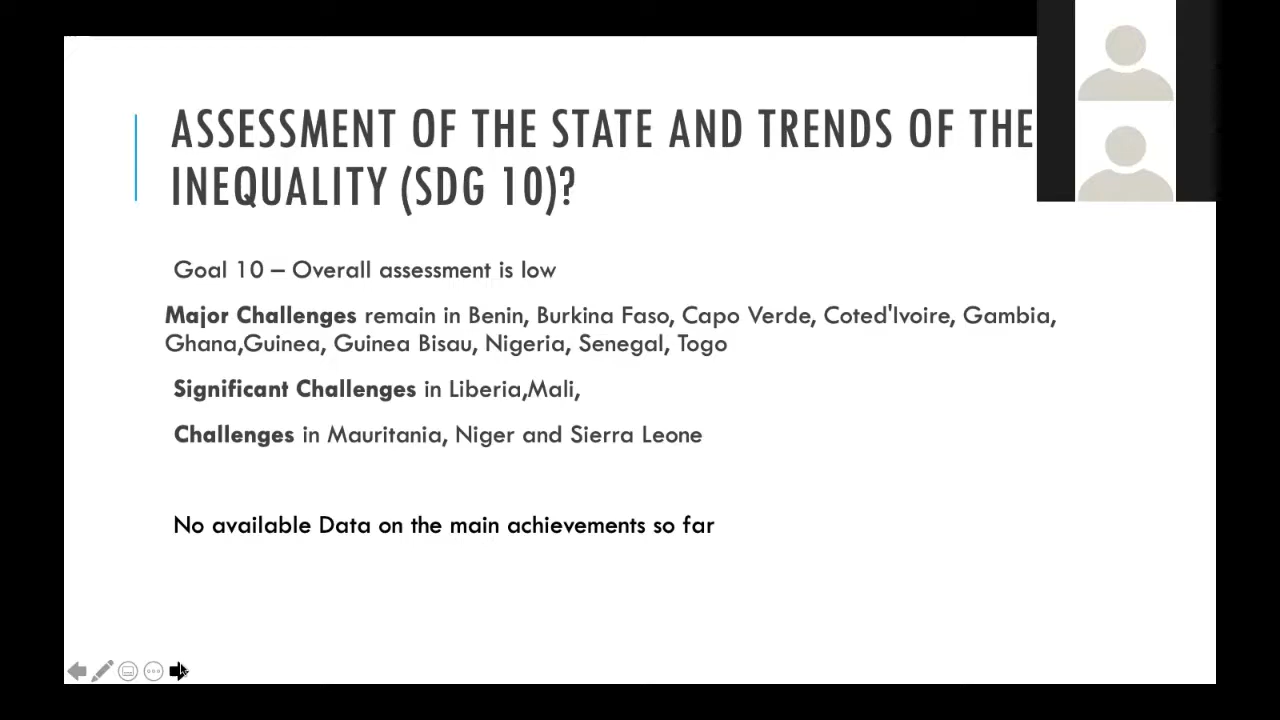 ASSESSMENT OF THE STATE AND TRENDS OF THE
INEQUALITY (SDG 10)?
Goal 10 – Overall assessment is low
Major Challenges remain in Benin, Burkina Faso, Capo Verde, Coted'Ivoire, Gambia,
Ghana,Guinea, Guinea Bisau, Nigeria, Senegal, Togo
Significant Challenges in Liberia,Mali,
Challenges in Mauritania, Niger and Sierra Leone
No available Data on the main achievements so far